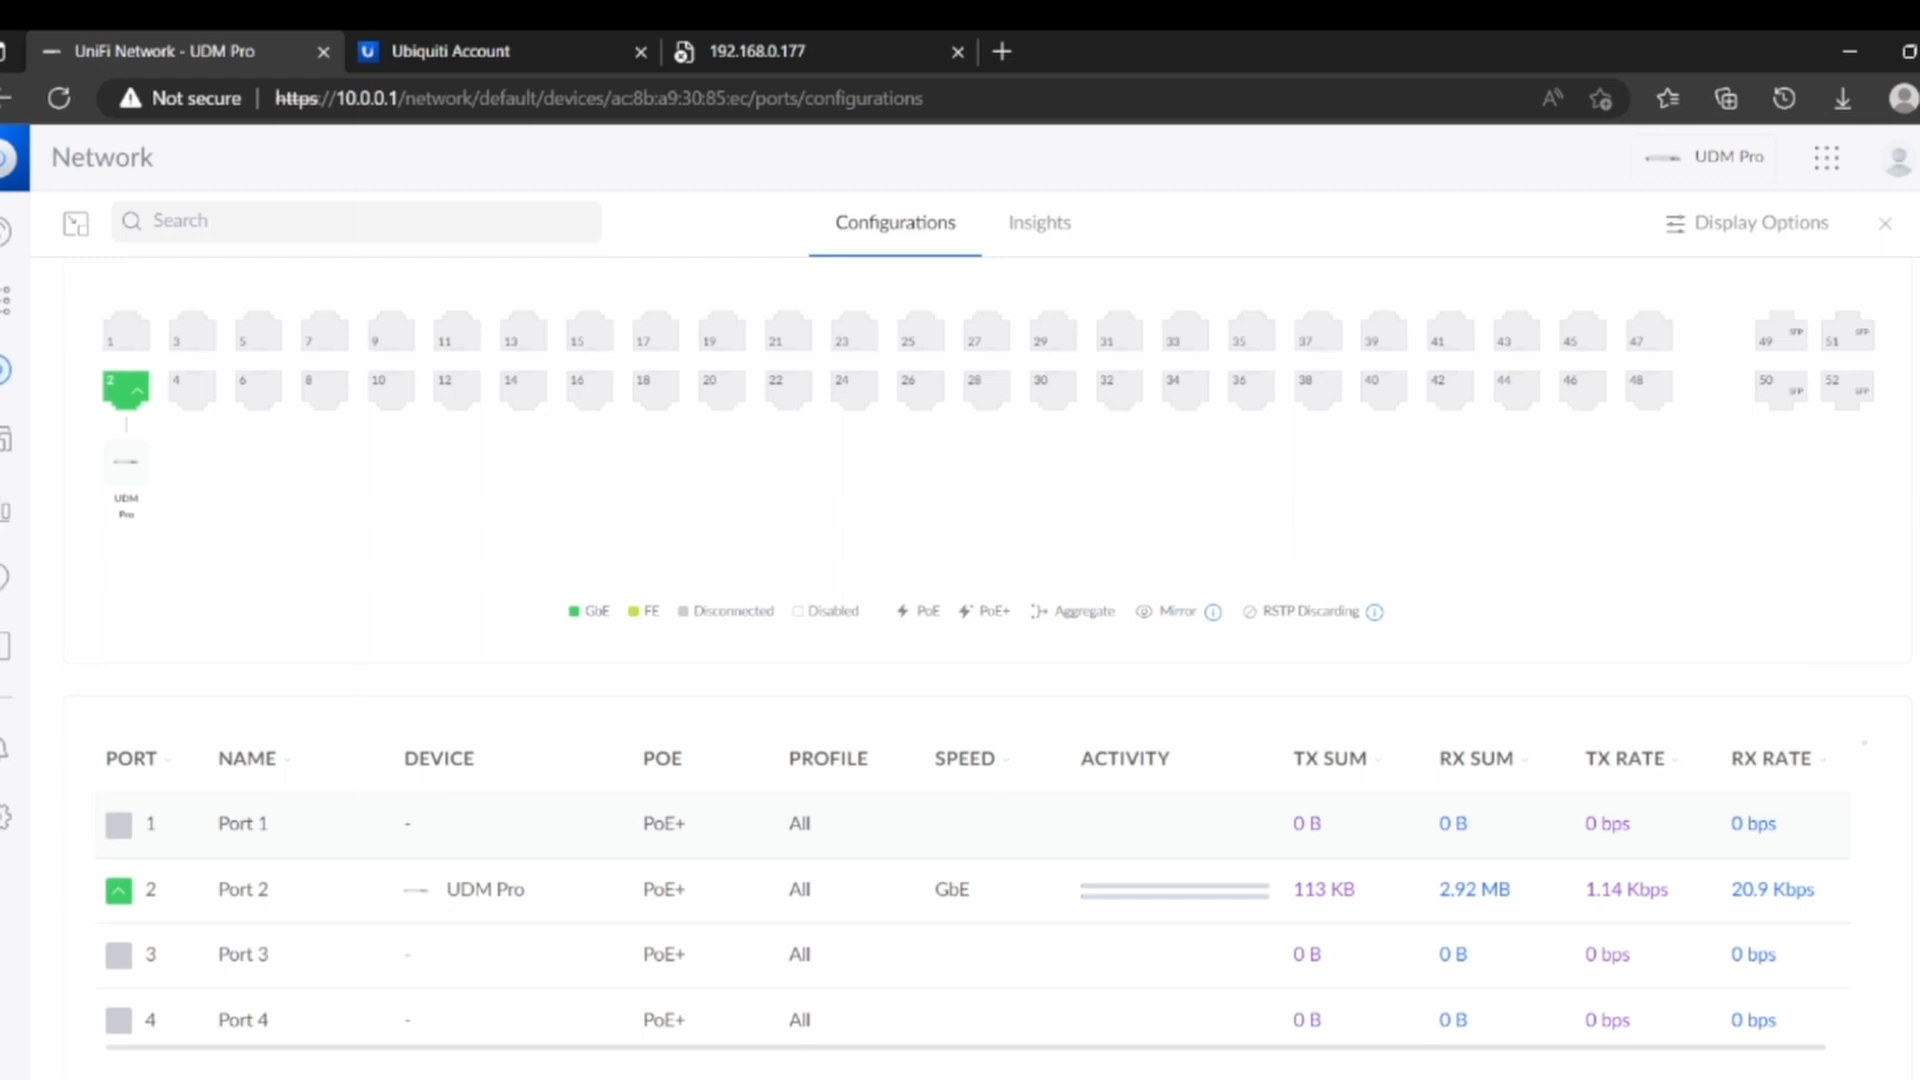 UniFi Network - UDM Pro
Ubiquiti Account
192.168.0.177
Not secure | https://10.0.0.1/network/default/devices/ac:8b:a9:30:85:ec/ports/configurations
Network
UDM Pro
Search
Configurations
Insights
Display Options
1 3 5 7 9 11 13 15 17 19 21 23 25 27 29 31 33 35 37 39 41 43 45 47 49 SFP 51 SFP
2 4 6 8 10 12 14 16 18 20 22 24 26 28 30 32 34 36 38 40 42 44 46 48 50 SFP 52 SFP
UDM
Pro
GbE FE Disconnected Disabled PoE PoE+ Aggregate Mirror RSTP Discarding
PORT NAME DEVICE POE PROFILE SPEED ACTIVITY TX SUM RX SUM TX RATE RX RATE
1 Port 1 - PoE+ All 0 B 0 B 0 bps 0 bps
2 Port 2 UDM Pro PoE+ All GbE 113 KB 2.92 MB 1.14 Kbps 20.9 Kbps
3 Port 3 - PoE+ All 0 B 0 B 0 bps 0 bps
4 Port 4 - PoE+ All 0 B 0 B 0 bps 0 bps